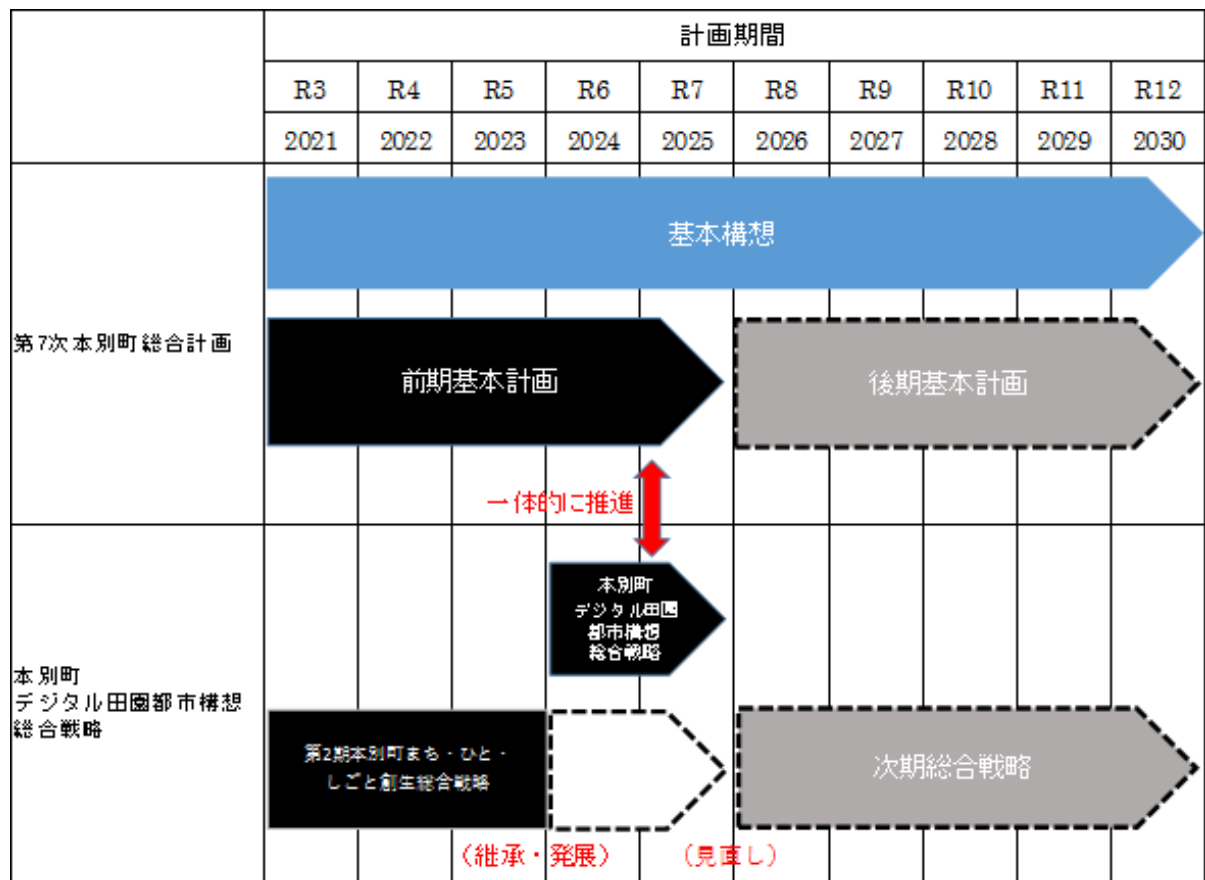 計画期間
R3 R4 R5 R6 R7 R8 R9 R10 R11 R12
2021 2022 2023 2024 2025 2026 2027 2028 2029 2030
基本構想
第7次本別町総合計画
前期基本計画
後期基本計画
一体的に推進
本別町
デジタル田園
都市構想
総合戦略
本別町
デジタル田園都市構想
総合戦略
第2期本別町まち・ひと・
しごと創生総合戦略
次期総合戦略
（継承・発展）
（見直し）